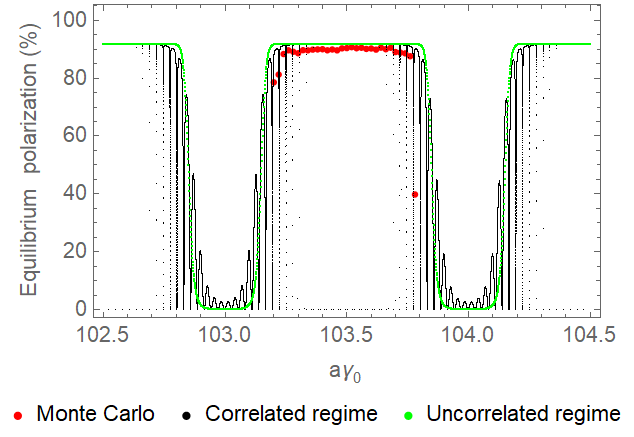 Equilibrium polarization (%)
100
80
60
40
20
0
102.5 103.0 103.5 104.0 104.5
aγ₀
Monte Carlo Correlated regime Uncorrelated regime